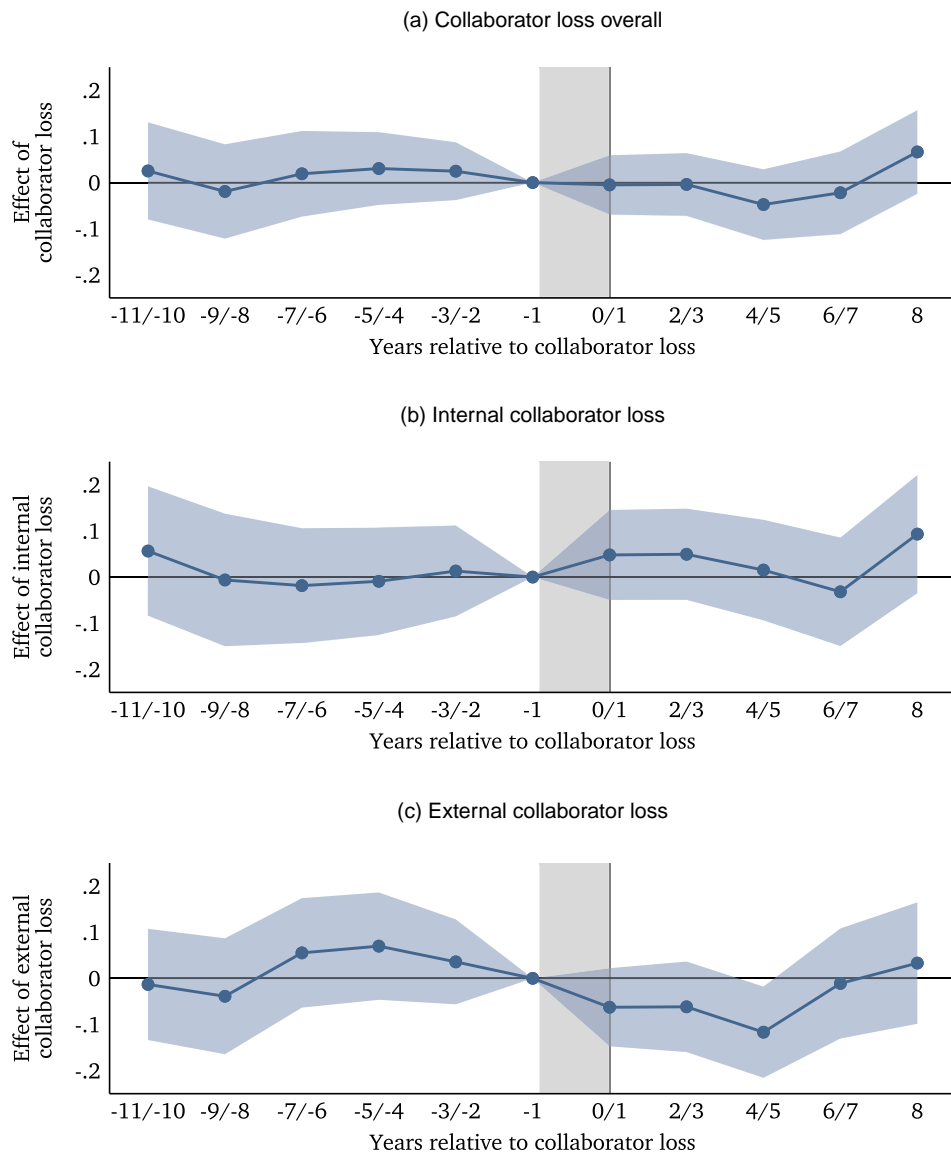 (a) Collaborator loss overall
Effect of
collaborator loss
.2
.1
0
-.1
-.2
-11/-10 -9/-8 -7/-6 -5/-4 -3/-2 -1 0/1 2/3 4/5 6/7 8
Years relative to collaborator loss
(b) Internal collaborator loss
Effect of internal
collaborator loss
.2
.1
0
-.1
-.2
-11/-10 -9/-8 -7/-6 -5/-4 -3/-2 -1 0/1 2/3 4/5 6/7 8
Years relative to collaborator loss
(c) External collaborator loss
Effect of external
collaborator loss
.2
.1
0
-.1
-.2
-11/-10 -9/-8 -7/-6 -5/-4 -3/-2 -1 0/1 2/3 4/5 6/7 8
Years relative to collaborator loss